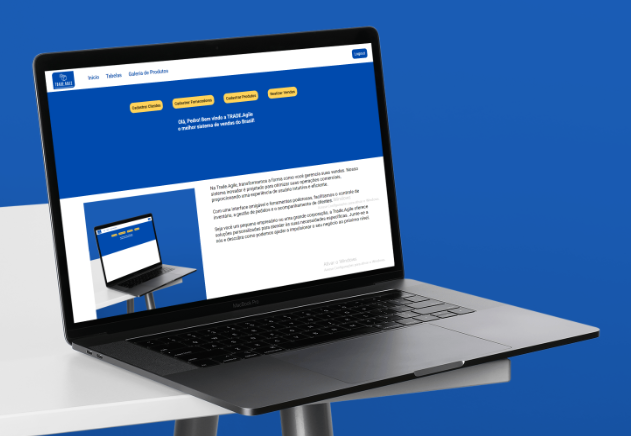 TRADE.AGILE
Início Tabelas Galeria de Produtos
Logout
Cadastrar Clientes Cadastrar Fornecedores Cadastrar Produtos Realizar Vendas
Olá, Pedro! Bem vindo a TRADE.Agile
o melhor sistema de vendas do Brasil!
Na Trade.Agile, transformamos a forma como você gerencia suas vendas. Nosso
sistema inovador é projetado para otimizar suas operações comerciais,
proporcionando uma experiência de usuário intuitiva e eficiente.
Com uma interface amigável e ferramentas poderosas, facilitamos o controle de
inventário, a gestão de pedidos e o acompanhamento de clientes.
Seja você um pequeno empresário ou uma grande corporação, a Trade.Agile oferece
soluções personalizadas para atender às suas necessidades específicas. Junte-se a
nós e descubra como podemos ajudar a impulsionar o seu negócio ao próximo nível
Ativar o Windows
MacBook Pro